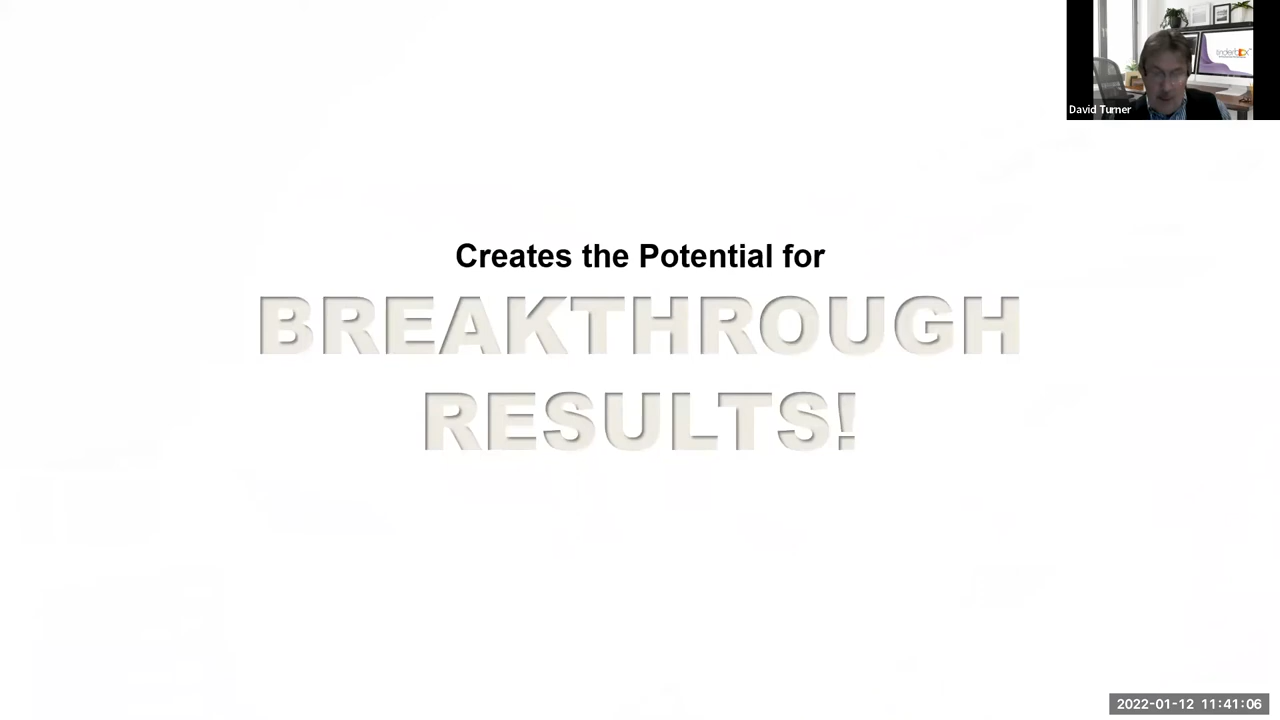 David Turner
Creates the Potential for
BREAKTHROUGH
RESULTS!
2022-01-12 11:41:06